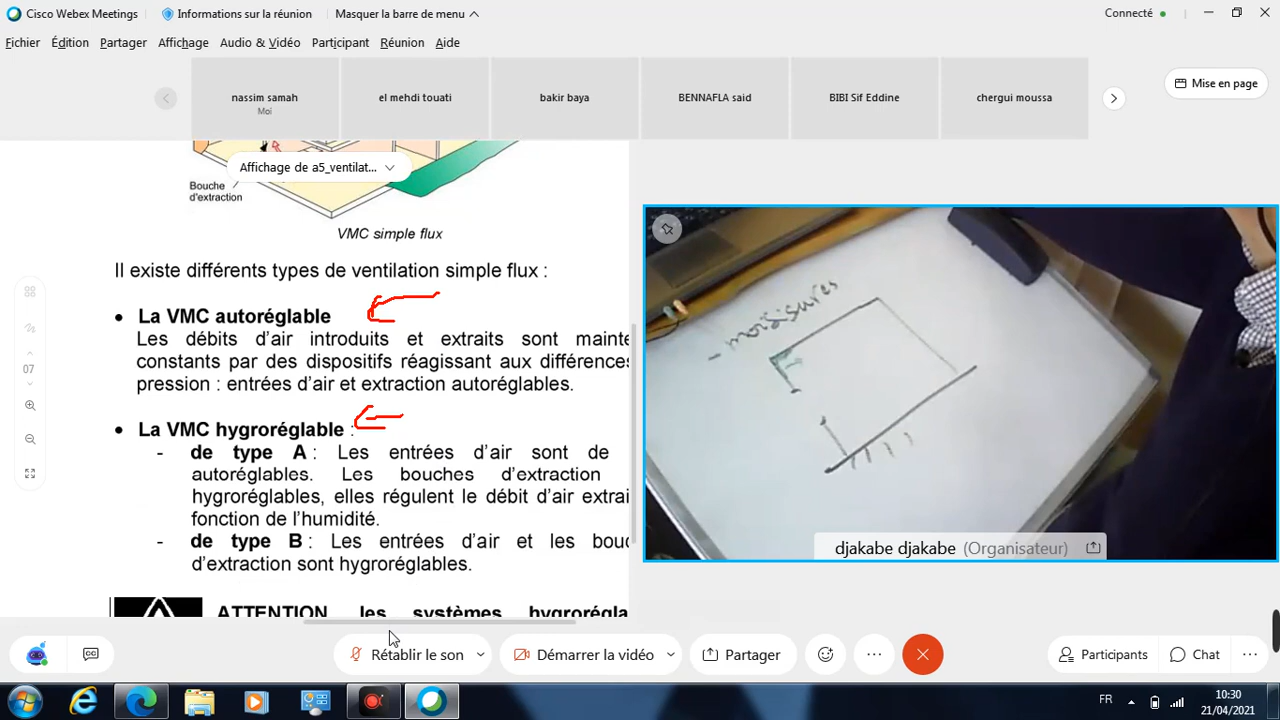 Cisco Webex Meetings
Informations sur la réunion
Masquer la barre de menu
Connecté
Fichier Édition Partager Affichage Audio & Vidéo Participant Réunion Aide
nassim samah
Moi
el mehdi touati
bakir baya
BENNAFLA said
BIBI Sif Eddine
chergui moussa
Mise en page
Affichage de a5_ventilat...
Bouche
d'extraction
VMC simple flux
Il existe différents types de ventilation simple flux :
• La VMC autoréglable
Les débits d'air introduits et extraits sont mainte
constants par des dispositifs réagissant aux différences
pression : entrées d'air et extraction autoréglables.
• La VMC hygroréglable :
- de type A : Les entrées d'air sont de
autoréglables. Les bouches d'extraction
hygroréglables, elles régulent le débit d'air extrai
fonction de l'humidité.
- de type B : Les entrées d'air et les bouc
d'extraction sont hygroréglables.
ATTENTION les systèmes hygrorégla
07
- moisissures
djakabe djakabe (Organisateur)
Rétablir le son
Démarrer la vidéo
Partager
Participants
Chat
FR
10:30
21/04/2021